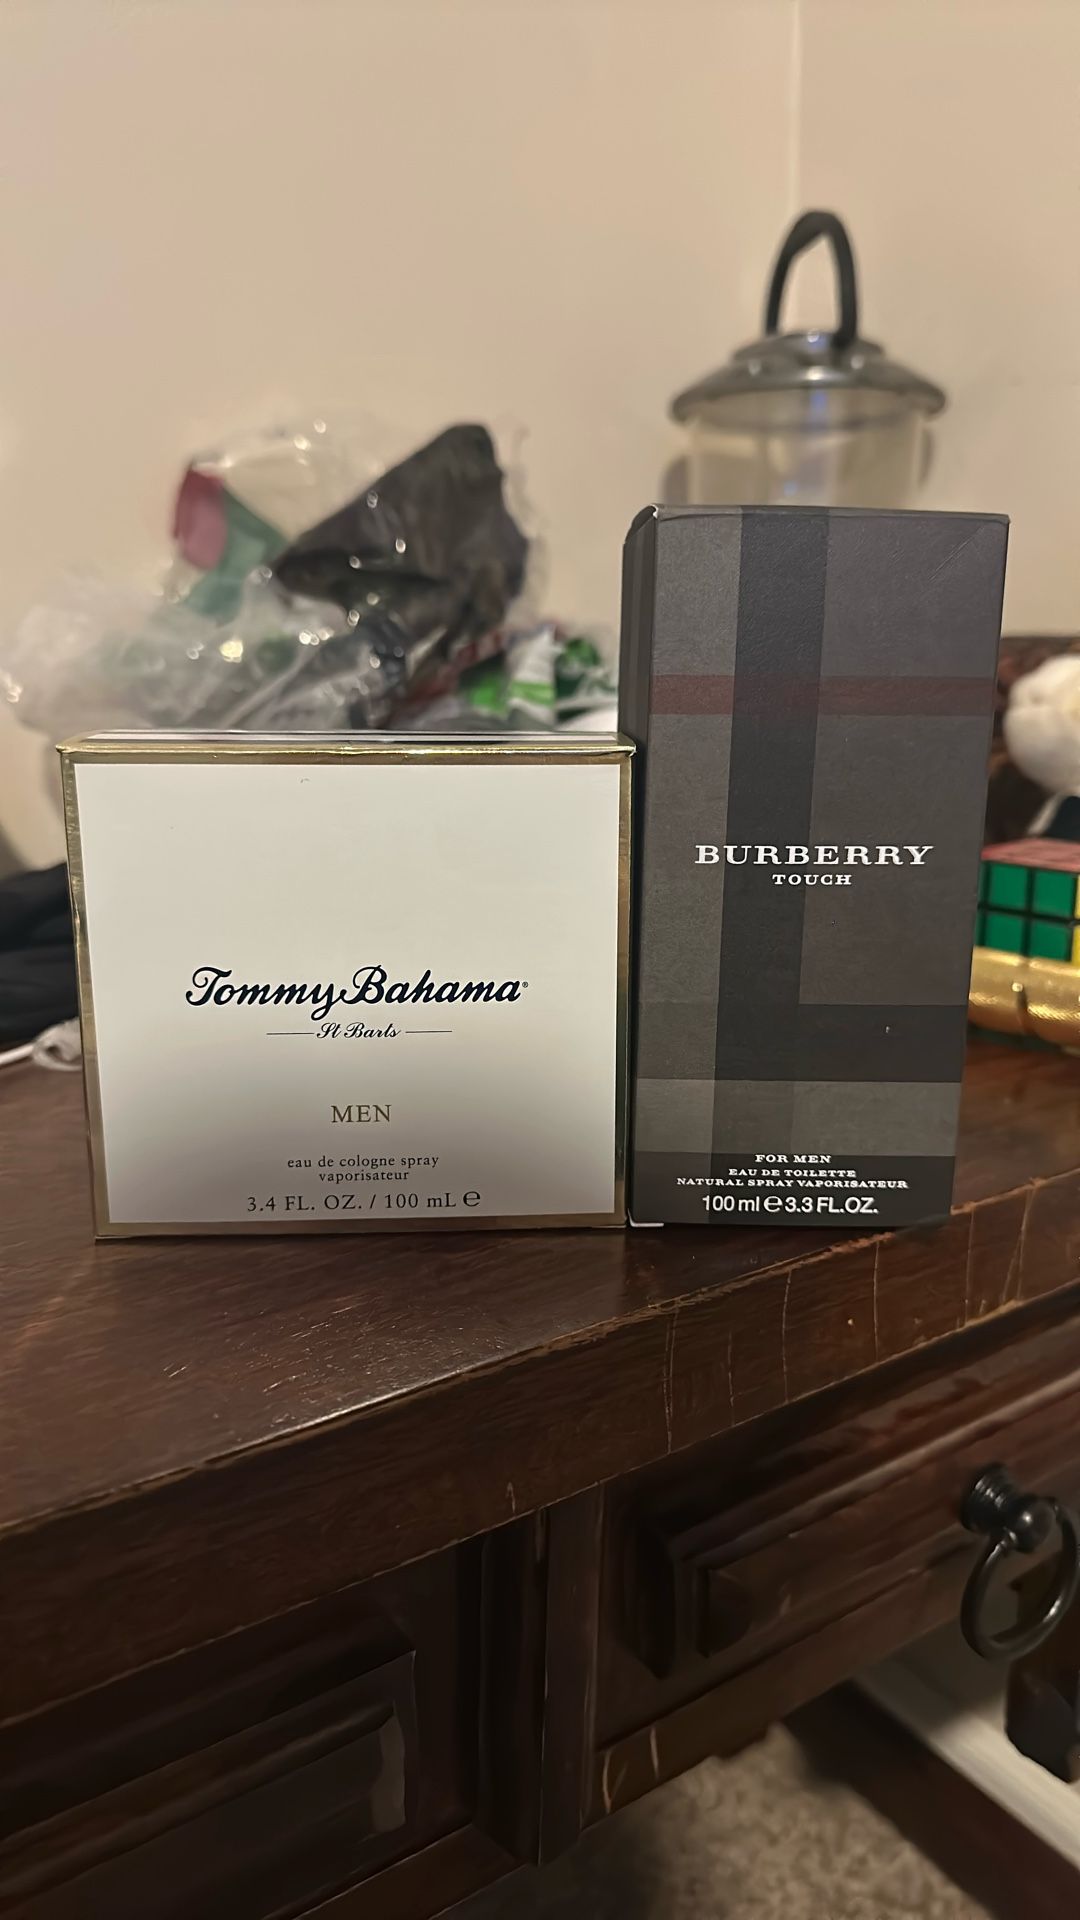 Tommy Bahama®
St Barts
MEN
eau de cologne spray
vaporisateur
3.4 FL. OZ. / 100 mL ℮
BURBERRY
TOUCH
FOR MEN
EAU DE TOILETTE
NATURAL SPRAY VAPORISATEUR
100 ml ℮ 3.3 FL.OZ.